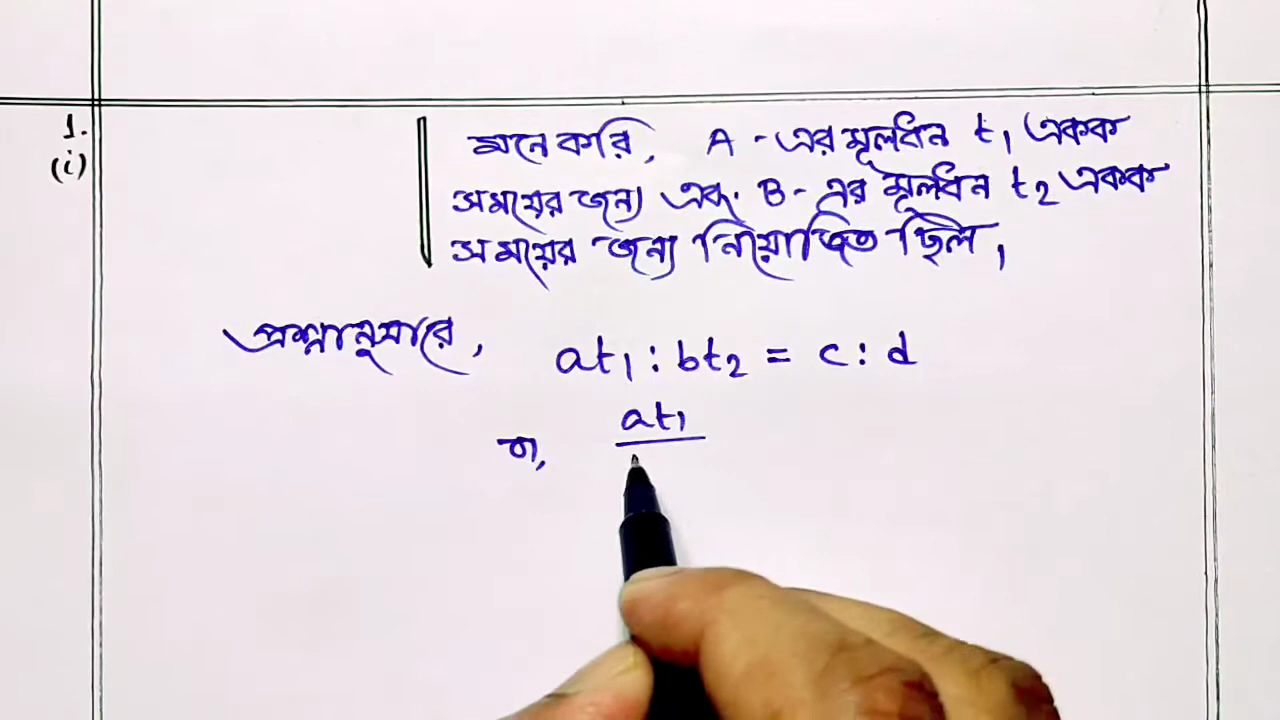 1.
(i)
মনে করি, A - এর মূলধন t₁ একক
সময়ের জন্য এবং B - এর মূলধন t₂ একক
সময়ের জন্য নিয়োজিত ছিল।
প্রশ্নানুসারে, at₁ : bt₂ = c : d
বা, at₁